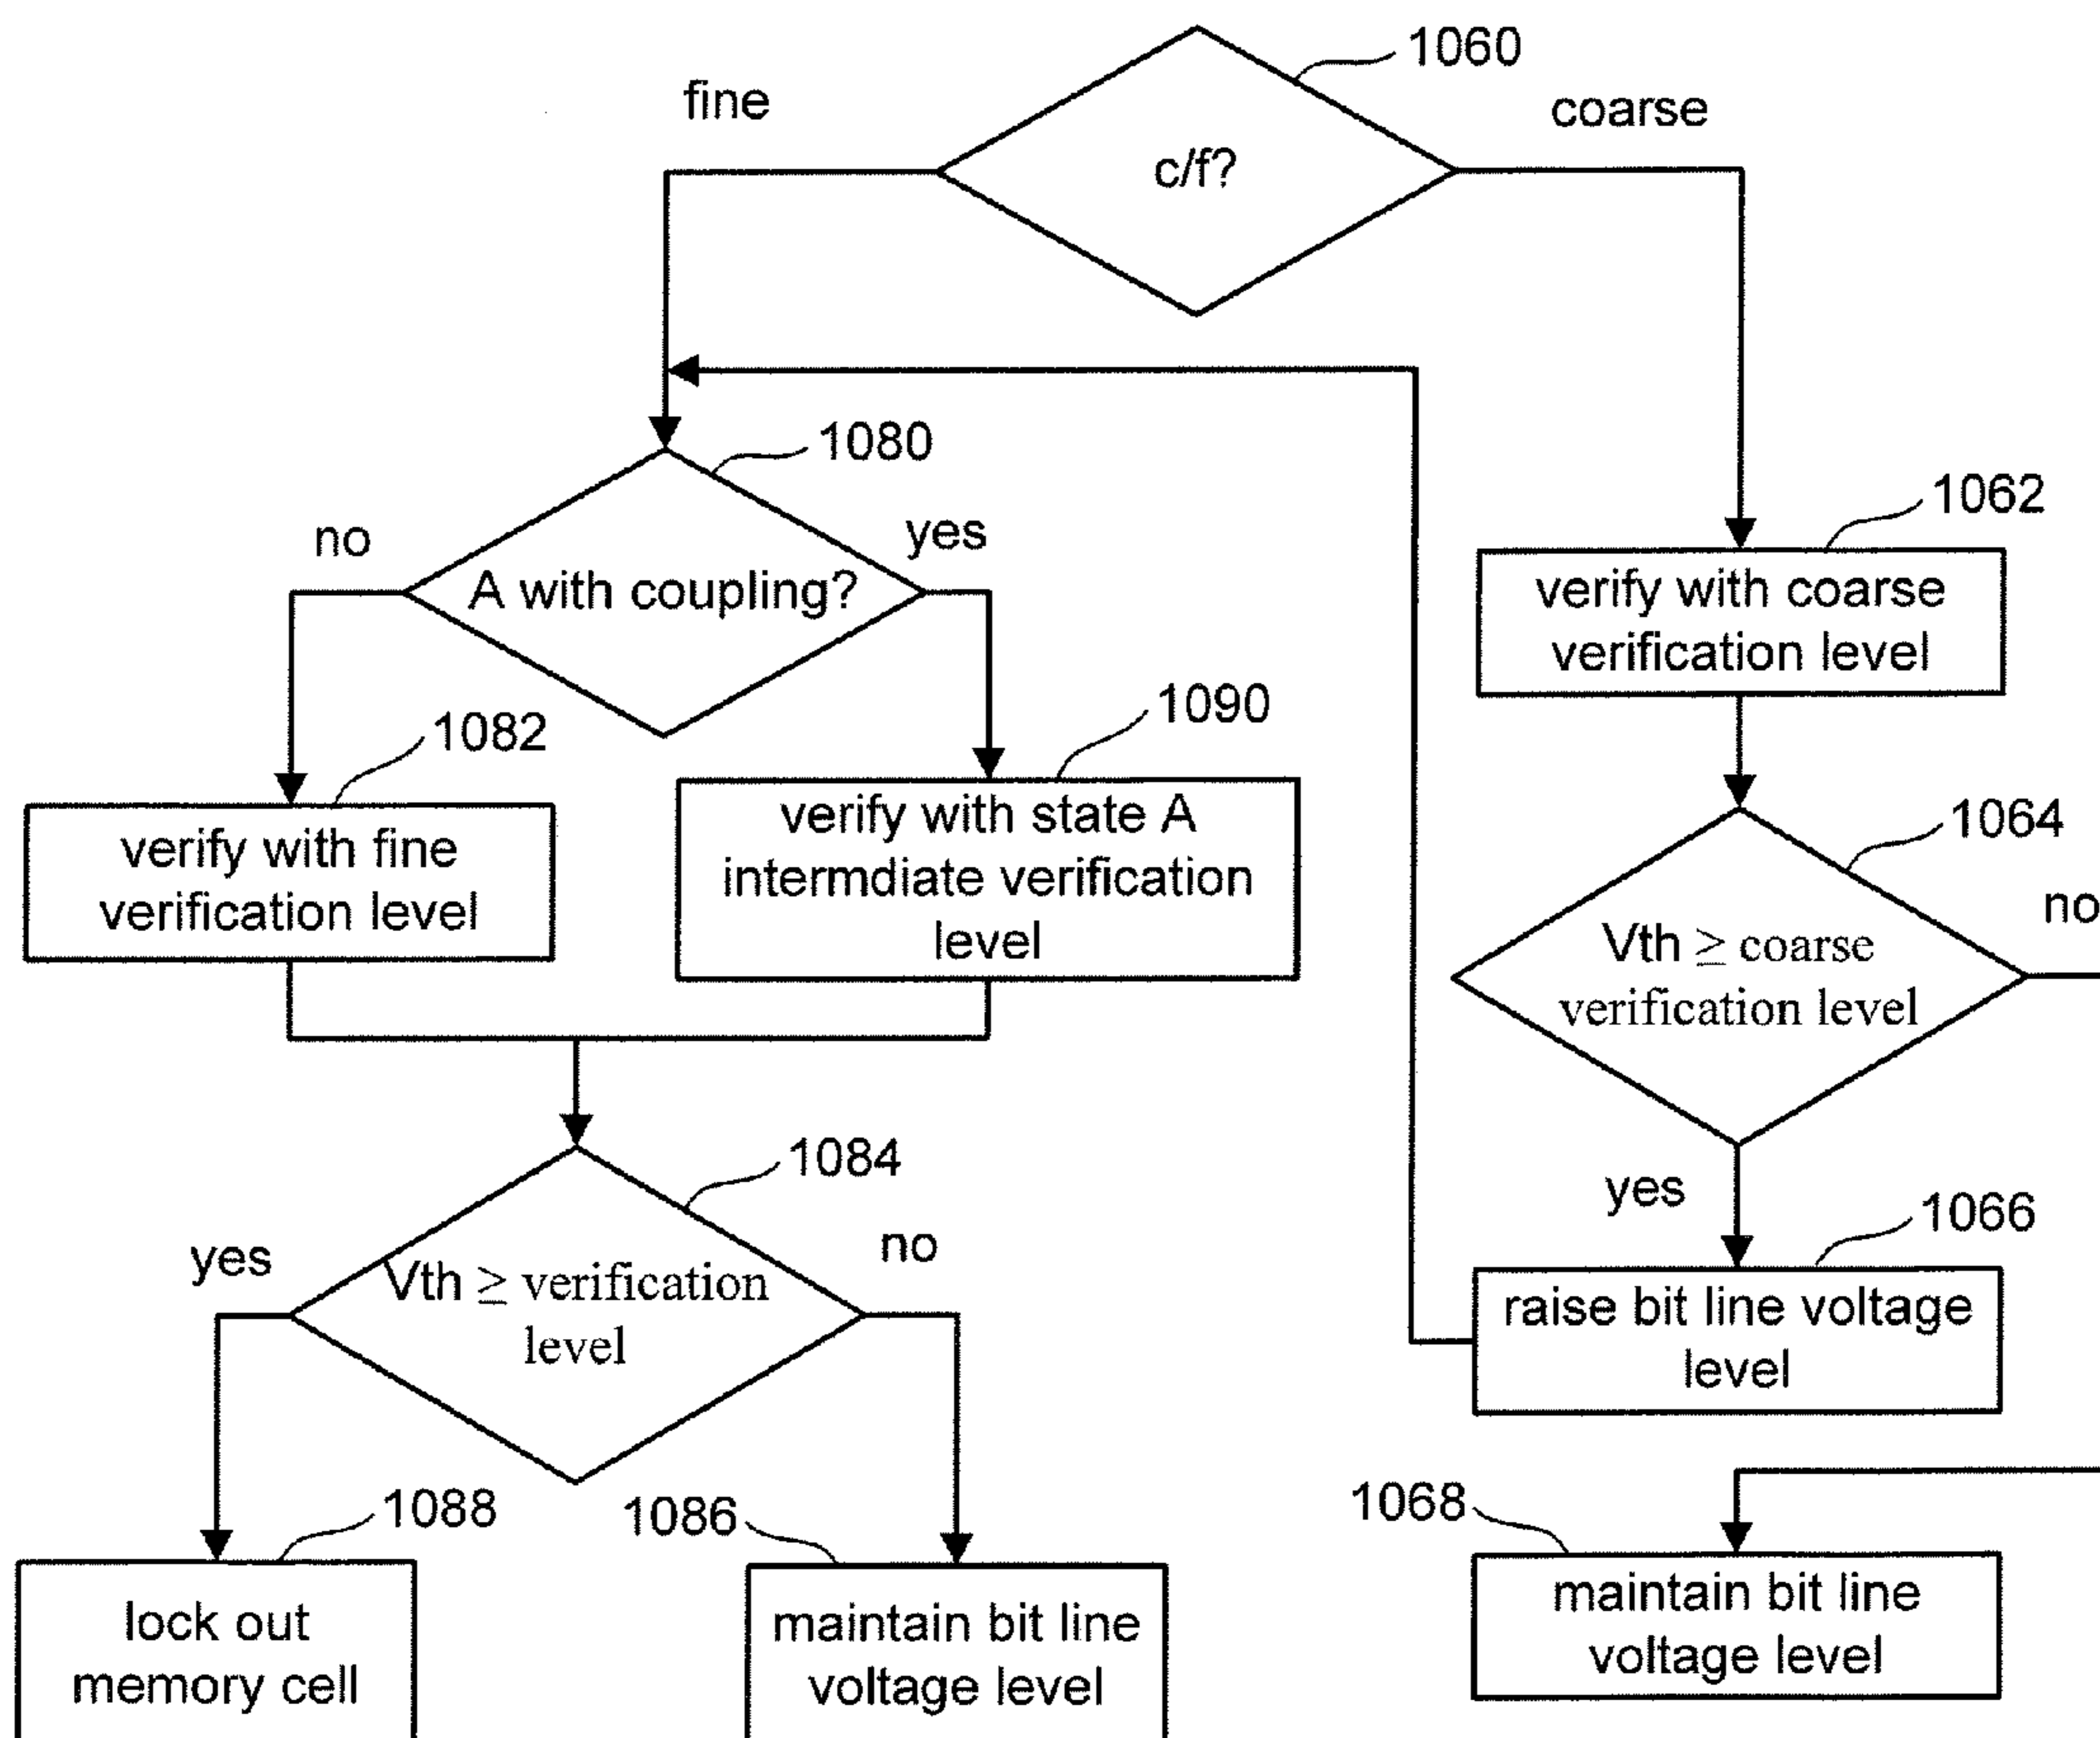 1060
fine
coarse
c/f?
1080
no
yes
A with coupling?
1062
verify with coarse
verification level
1082
1090
verify with fine
verification level
verify with state A
intermdiate verification
level
1064
no
Vth ≥ coarse
verification level
1084
yes
no
Vth ≥ verification
level
yes
1066
raise bit line voltage
level
1088
1086
1068
lock out
memory cell
maintain bit line
voltage level
maintain bit line
voltage level